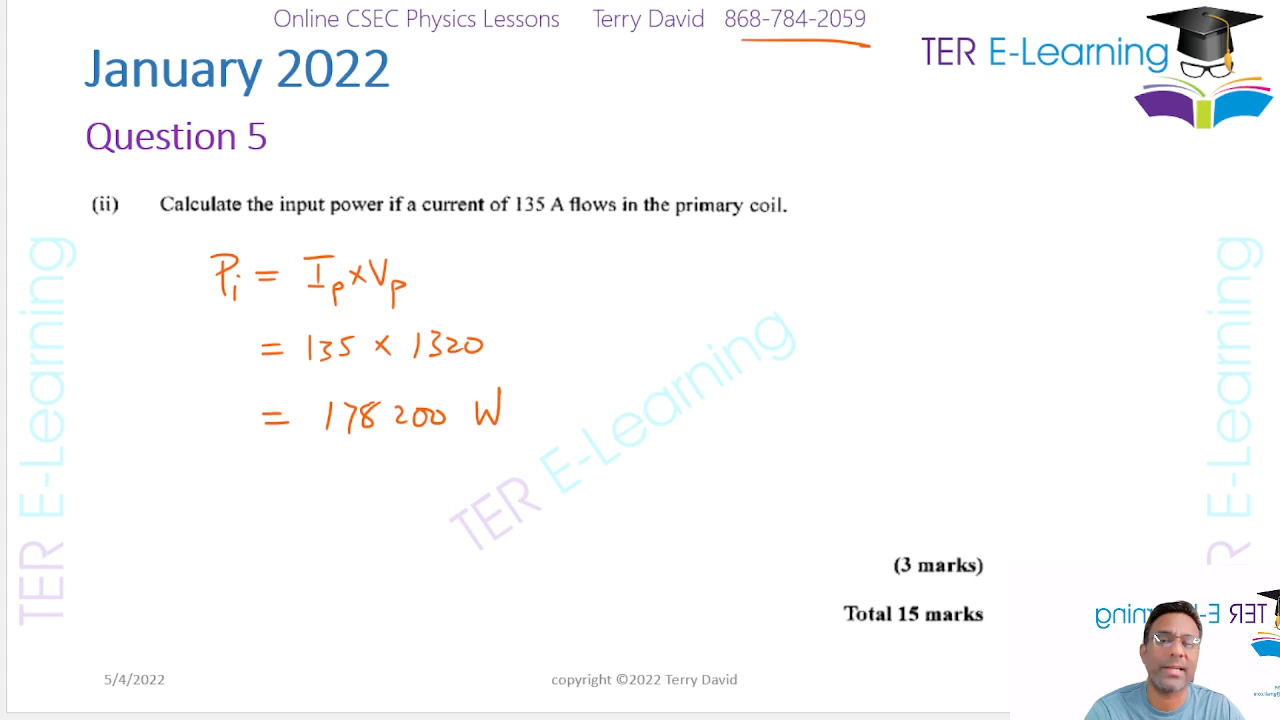 Online CSEC Physics Lessons Terry David 868-784-2059
TER E-Learning
January 2022
Question 5
(ii) Calculate the input power if a current of 135 A flows in the primary coil.
Pi = Ip × Vp
= 135 × 1320
= 178 200 W
TER E-Learning
TER E-Learning
TER E-Learning
(3 marks)
Total 15 marks
TER E-Learning
5/4/2022
copyright ©2022 Terry David